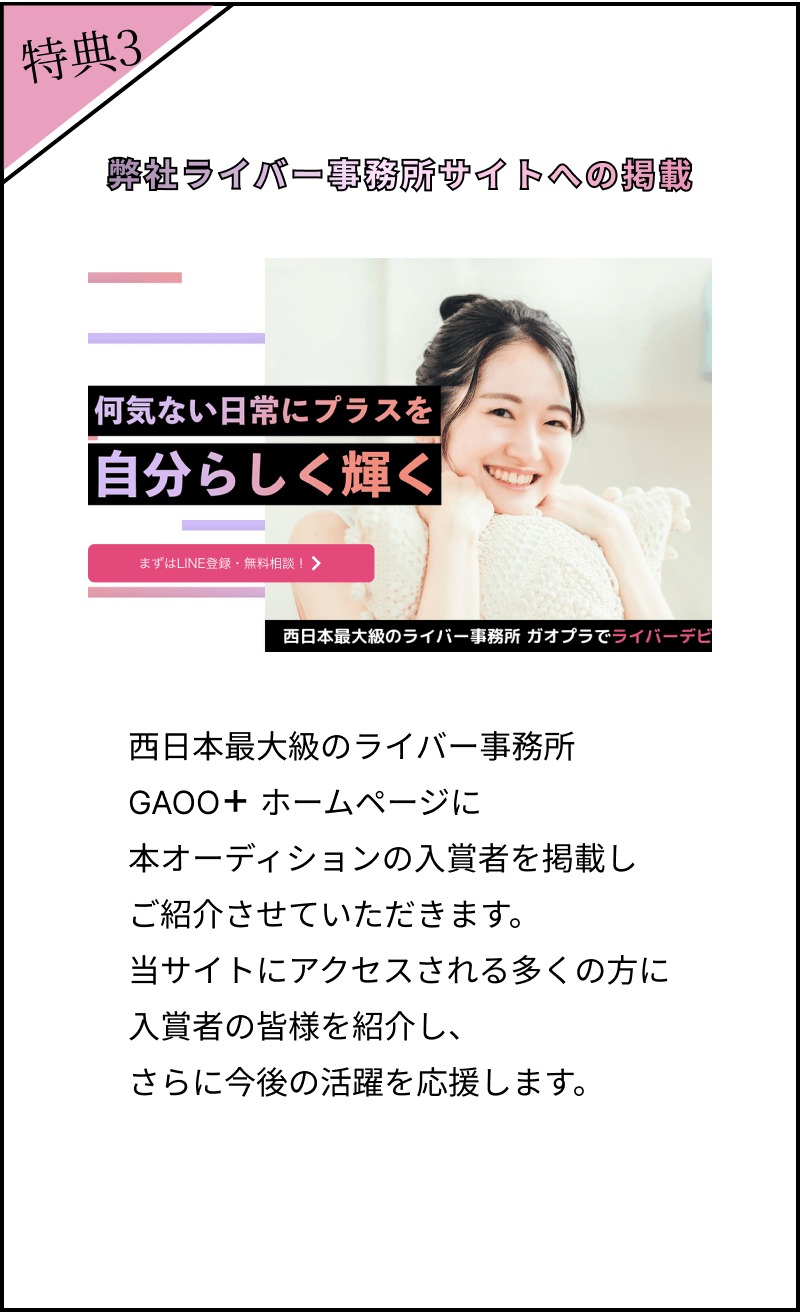 特典3
弊社ライバー事務所サイトへの掲載
何気ない日常にプラスを
自分らしく輝く
まずはLINE登録・無料相談！
西日本最大級のライバー事務所 ガオプラでライバーデビ
西日本最大級のライバー事務所
GAOO＋ ホームページに
本オーディションの入賞者を掲載し
ご紹介させていただきます。
当サイトにアクセスされる多くの方に
入賞者の皆様を紹介し、
さらに今後の活躍を応援します。